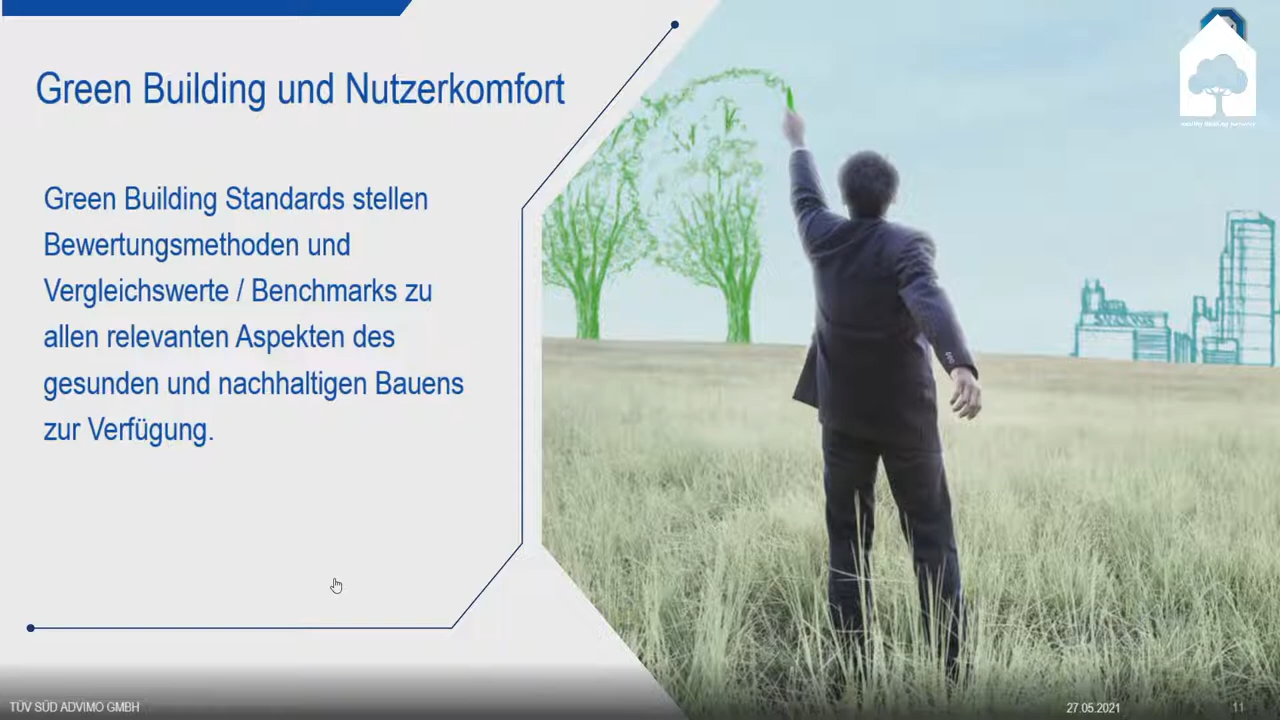 Green Building und Nutzerkomfort
Green Building Standards stellen
Bewertungsmethoden und
Vergleichswerte / Benchmarks zu
allen relevanten Aspekten des
gesunden und nachhaltigen Bauens
zur Verfügung.
TÜV SÜD ADVIMO GMBH
27.05.2021
11